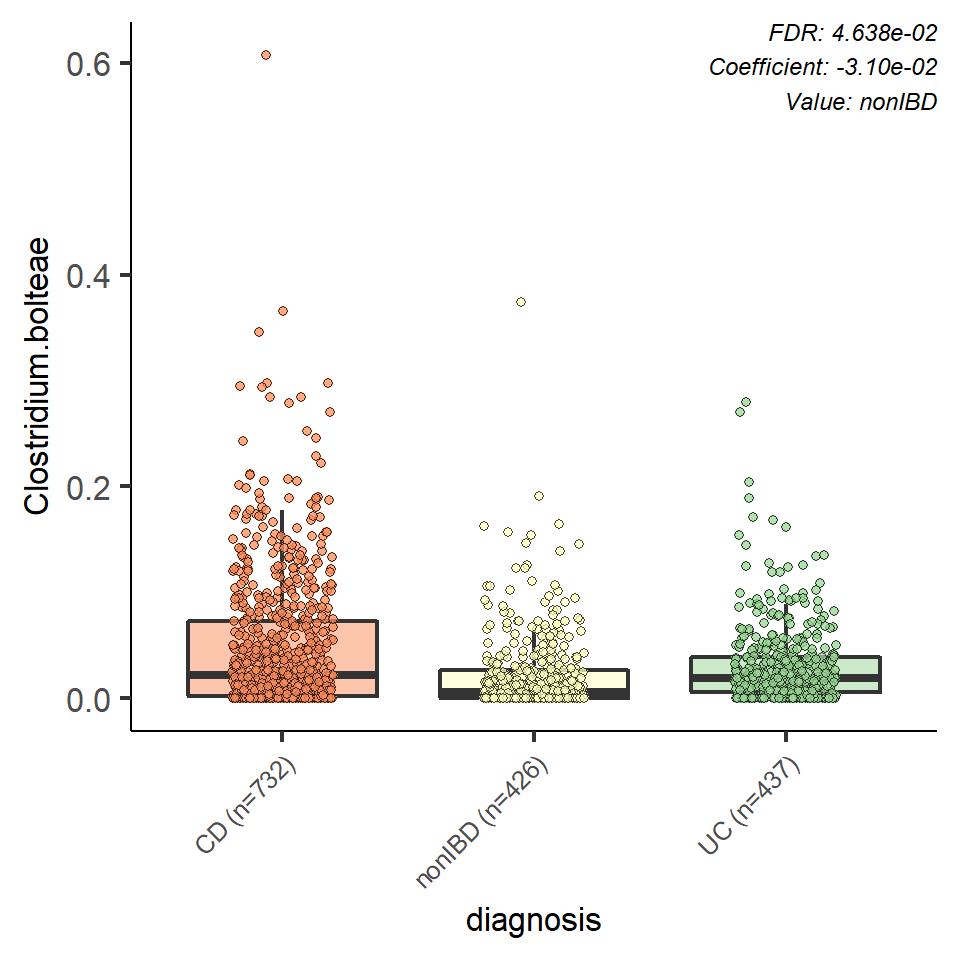 FDR: 4.638e-02
Coefficient: -3.10e-02
Value: nonIBD
Clostridium.bolteae
0.6
0.4
0.2
0.0
CD (n=732)
nonIBD (n=426)
UC (n=437)
diagnosis